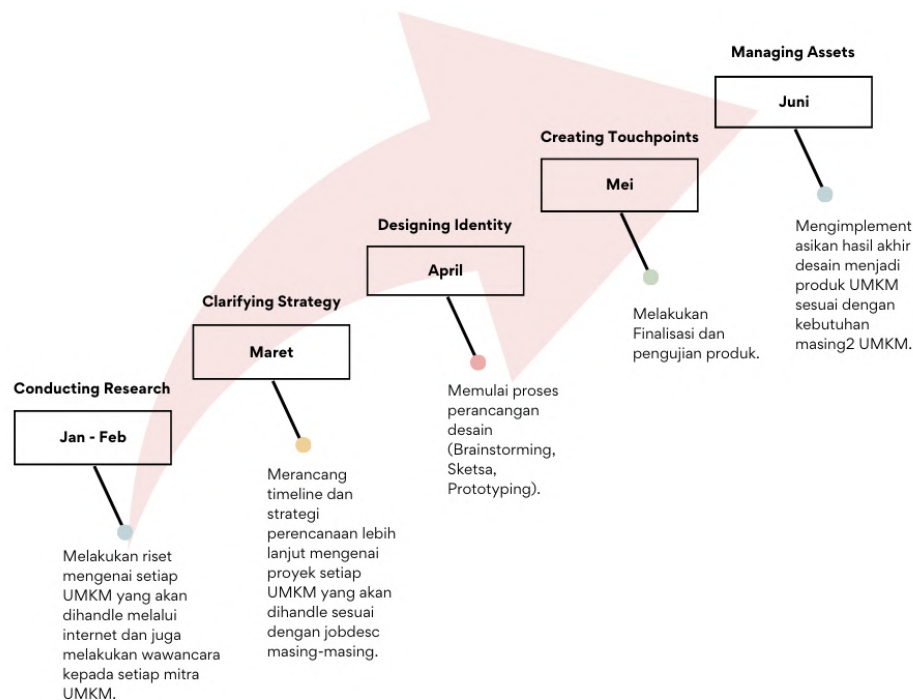 Managing Assets
Juni
Mengimplement
asikan hasil akhir
desain menjadi
produk UMKM
sesuai dengan
kebutuhan
masing2 UMKM.
Creating Touchpoints
Mei
Melakukan
Finalisasi dan
pengujian produk.
Designing Identity
April
Memulai proses
perancangan
desain
(Brainstorming,
Sketsa,
Prototyping).
Clarifying Strategy
Maret
Merancang
timeline dan
strategi
perencanaan lebih
lanjut mengenai
proyek setiap
UMKM yang akan
dihandle sesuai
dengan jobdesc
masing-masing.
Conducting Research
Jan - Feb
Melakukan riset
mengenai setiap
UMKM yang akan
dihandle melalui
internet dan juga
melakukan wawancara
kepada setiap mitra
UMKM.